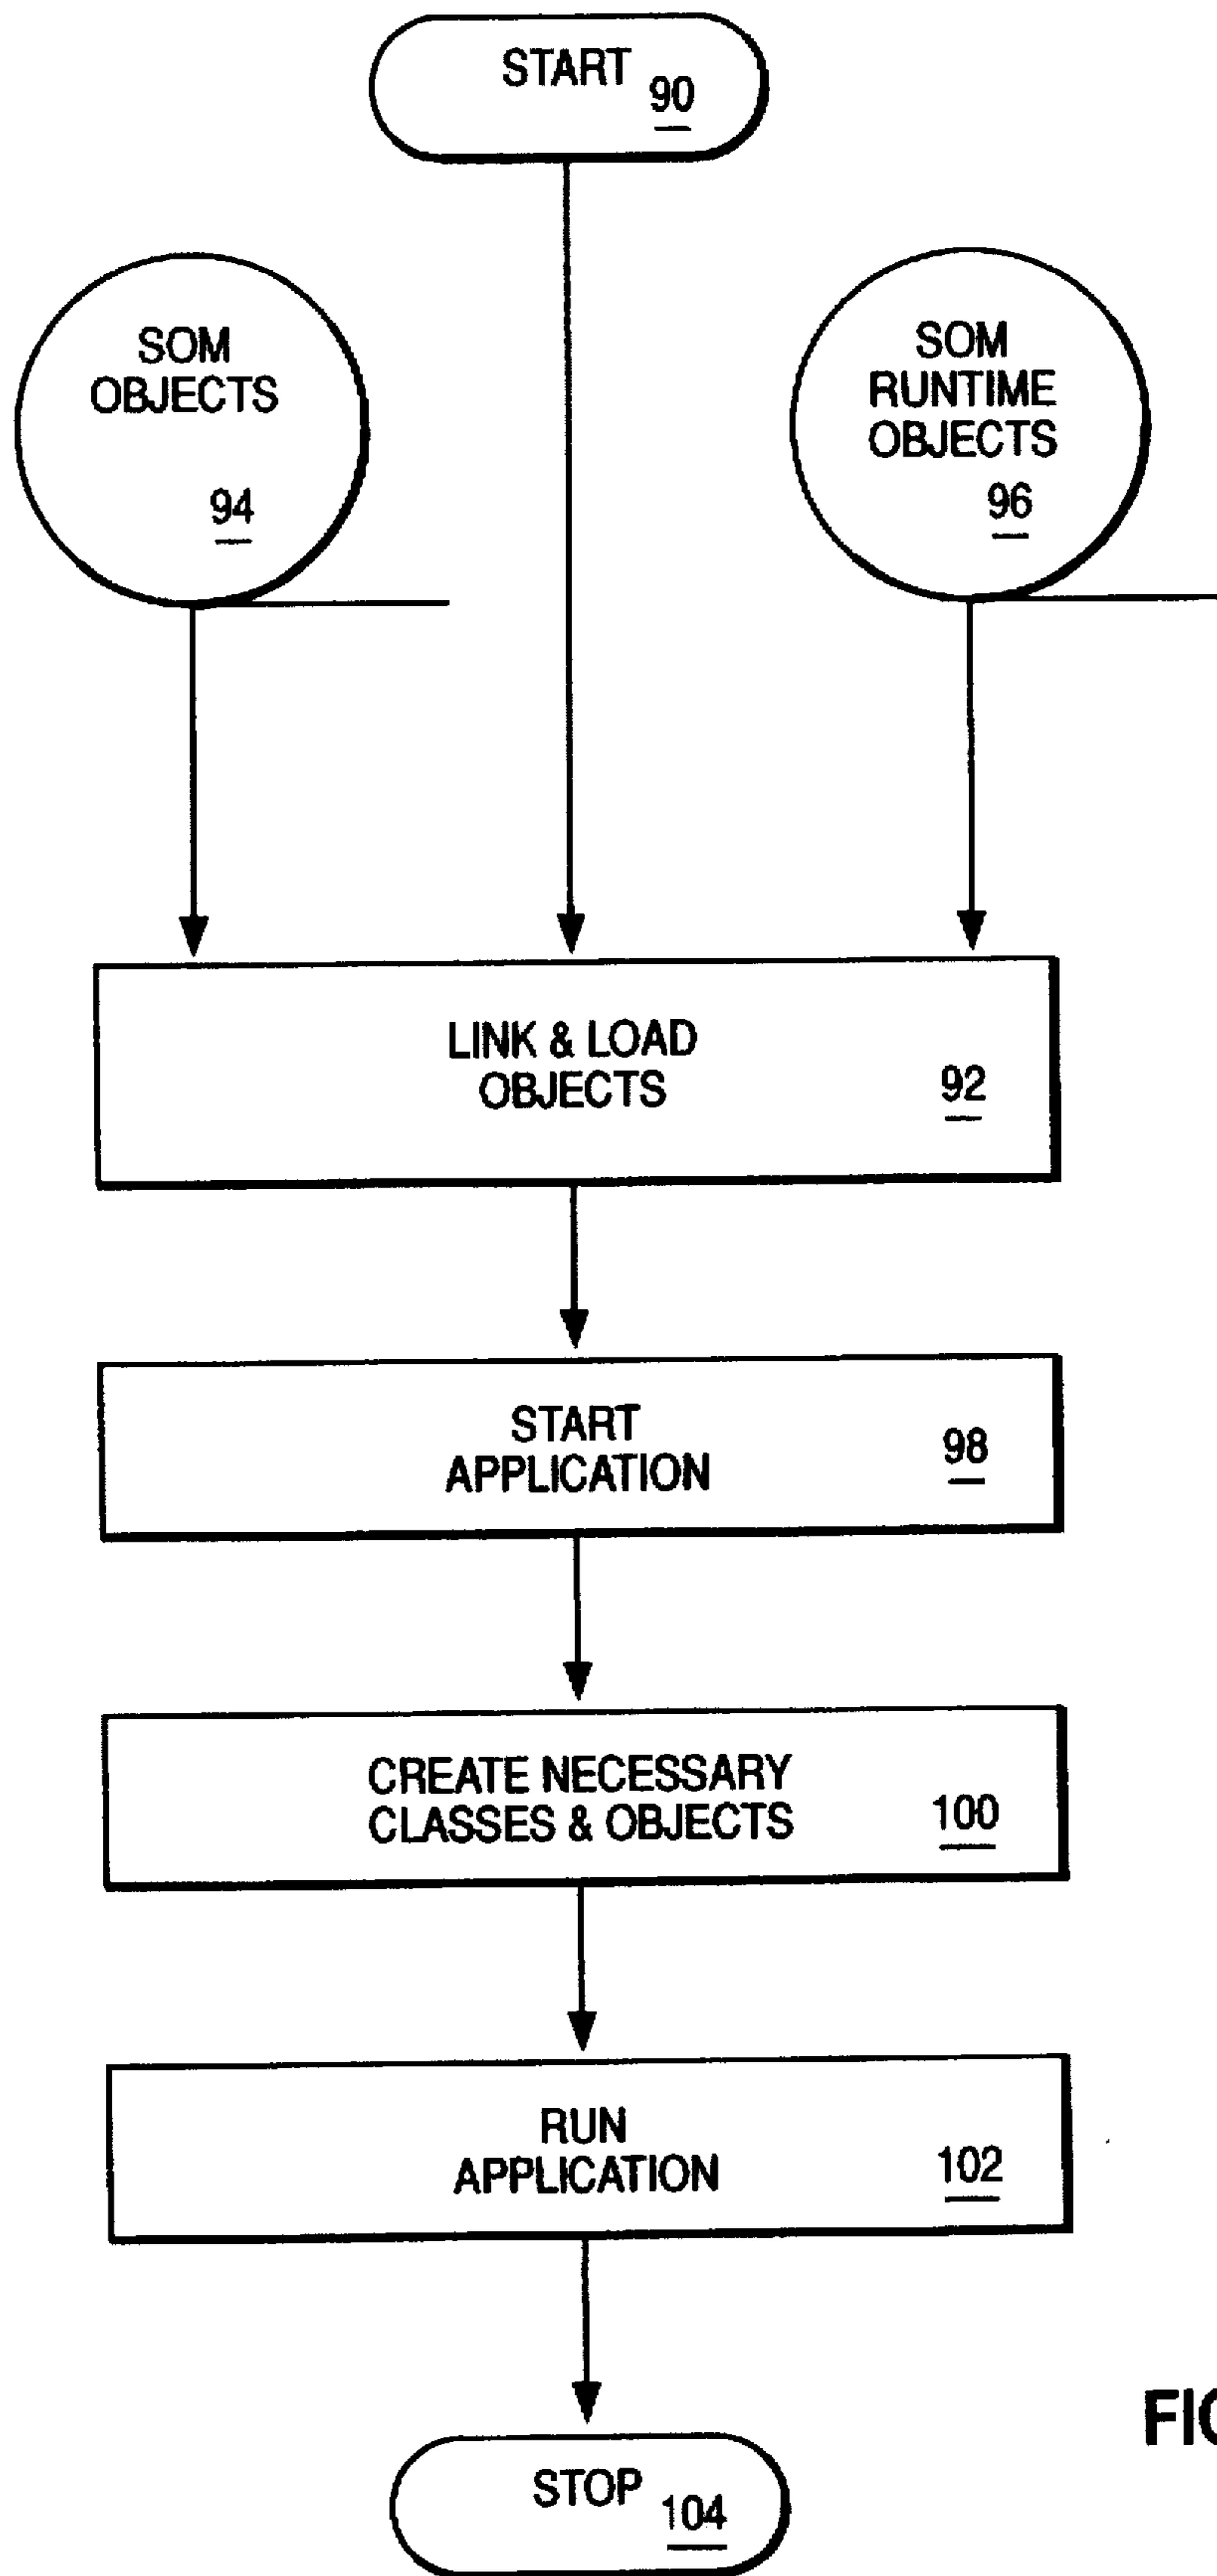 START 90
SOM
OBJECTS
94
SOM
RUNTIME
OBJECTS
96
LINK & LOAD
OBJECTS
92
START
APPLICATION
98
CREATE NECESSARY
CLASSES & OBJECTS
100
RUN
APPLICATION
102
STOP 104